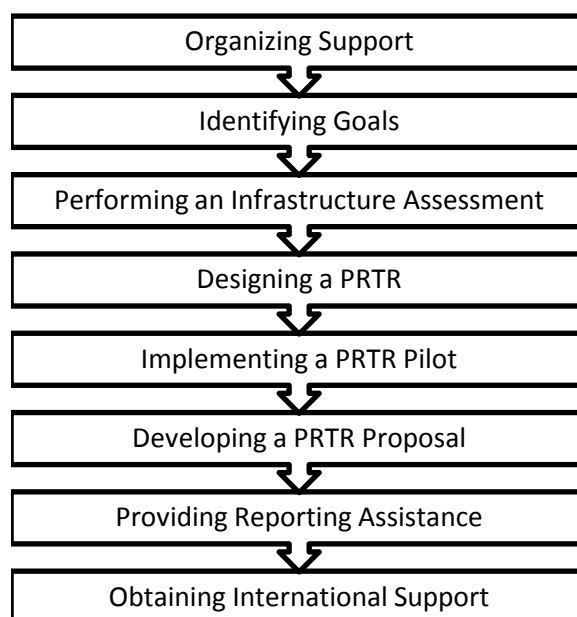 Organizing Support
Identifying Goals
Performing an Infrastructure Assessment
Designing a PRTR
Implementing a PRTR Pilot
Developing a PRTR Proposal
Providing Reporting Assistance
Obtaining International Support